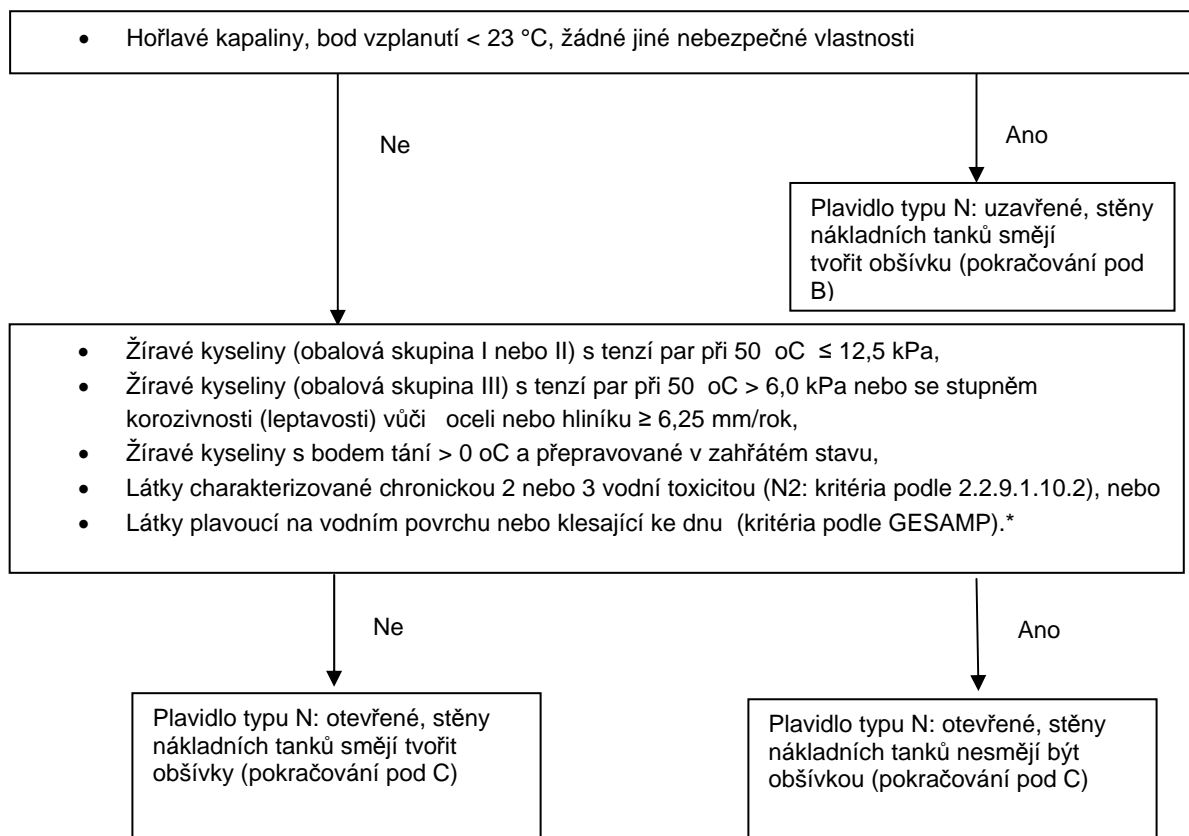 • Hořlavé kapaliny, bod vzplanutí < 23 °C, žádné jiné nebezpečné vlastnosti
Ne
Ano
Plavidlo typu N: uzavřené, stěny
nákladních tanků smějí
tvořit obšívku (pokračování pod
B)
• Žíravé kyseliny (obalová skupina I nebo II) s tenzí par při 50 oC ≤ 12,5 kPa,
• Žíravé kyseliny (obalová skupina III) s tenzí par při 50 oC > 6,0 kPa nebo se stupněm
korozivnosti (leptavosti) vůči oceli nebo hliníku ≥ 6,25 mm/rok,
• Žíravé kyseliny s bodem tání > 0 oC a přepravované v zahřátém stavu,
• Látky charakterizované chronickou 2 nebo 3 vodní toxicitou (N2: kritéria podle 2.2.9.1.10.2), nebo
• Látky plavoucí na vodním povrchu nebo klesající ke dnu (kritéria podle GESAMP).*
Ne
Ano
Plavidlo typu N: otevřené, stěny
nákladních tanků smějí tvořit
obšívky (pokračování pod C)
Plavidlo typu N: otevřené, stěny
nákladních tanků nesmějí být
obšívkou (pokračování pod C)